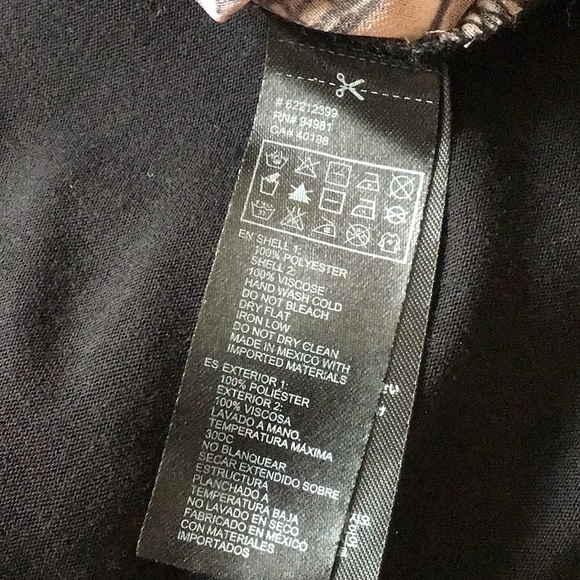 # 62212399
RN# 94981
CA# 40198
EN SHELL 1:
100% POLYESTER
SHELL 2:
100% VISCOSE
HAND WASH COLD
DO NOT BLEACH
DRY FLAT
IRON LOW
DO NOT DRY CLEAN
MADE IN MEXICO WITH
IMPORTED MATERIALS
ES EXTERIOR 1:
100% POLIÉSTER
EXTERIOR 2:
100% VISCOSA
LAVADO A MANO,
TEMPERATURA MÁXIMA
30OC
NO BLANQUEAR
SECAR EXTENDIDO SOBRE
ESTRUCTURA
PLANCHADO A
TEMPERATURA BAJA
NO LAVADO EN SECO
FABRICADO EN MÉXICO
CON MATERIALES
IMPORTADOS